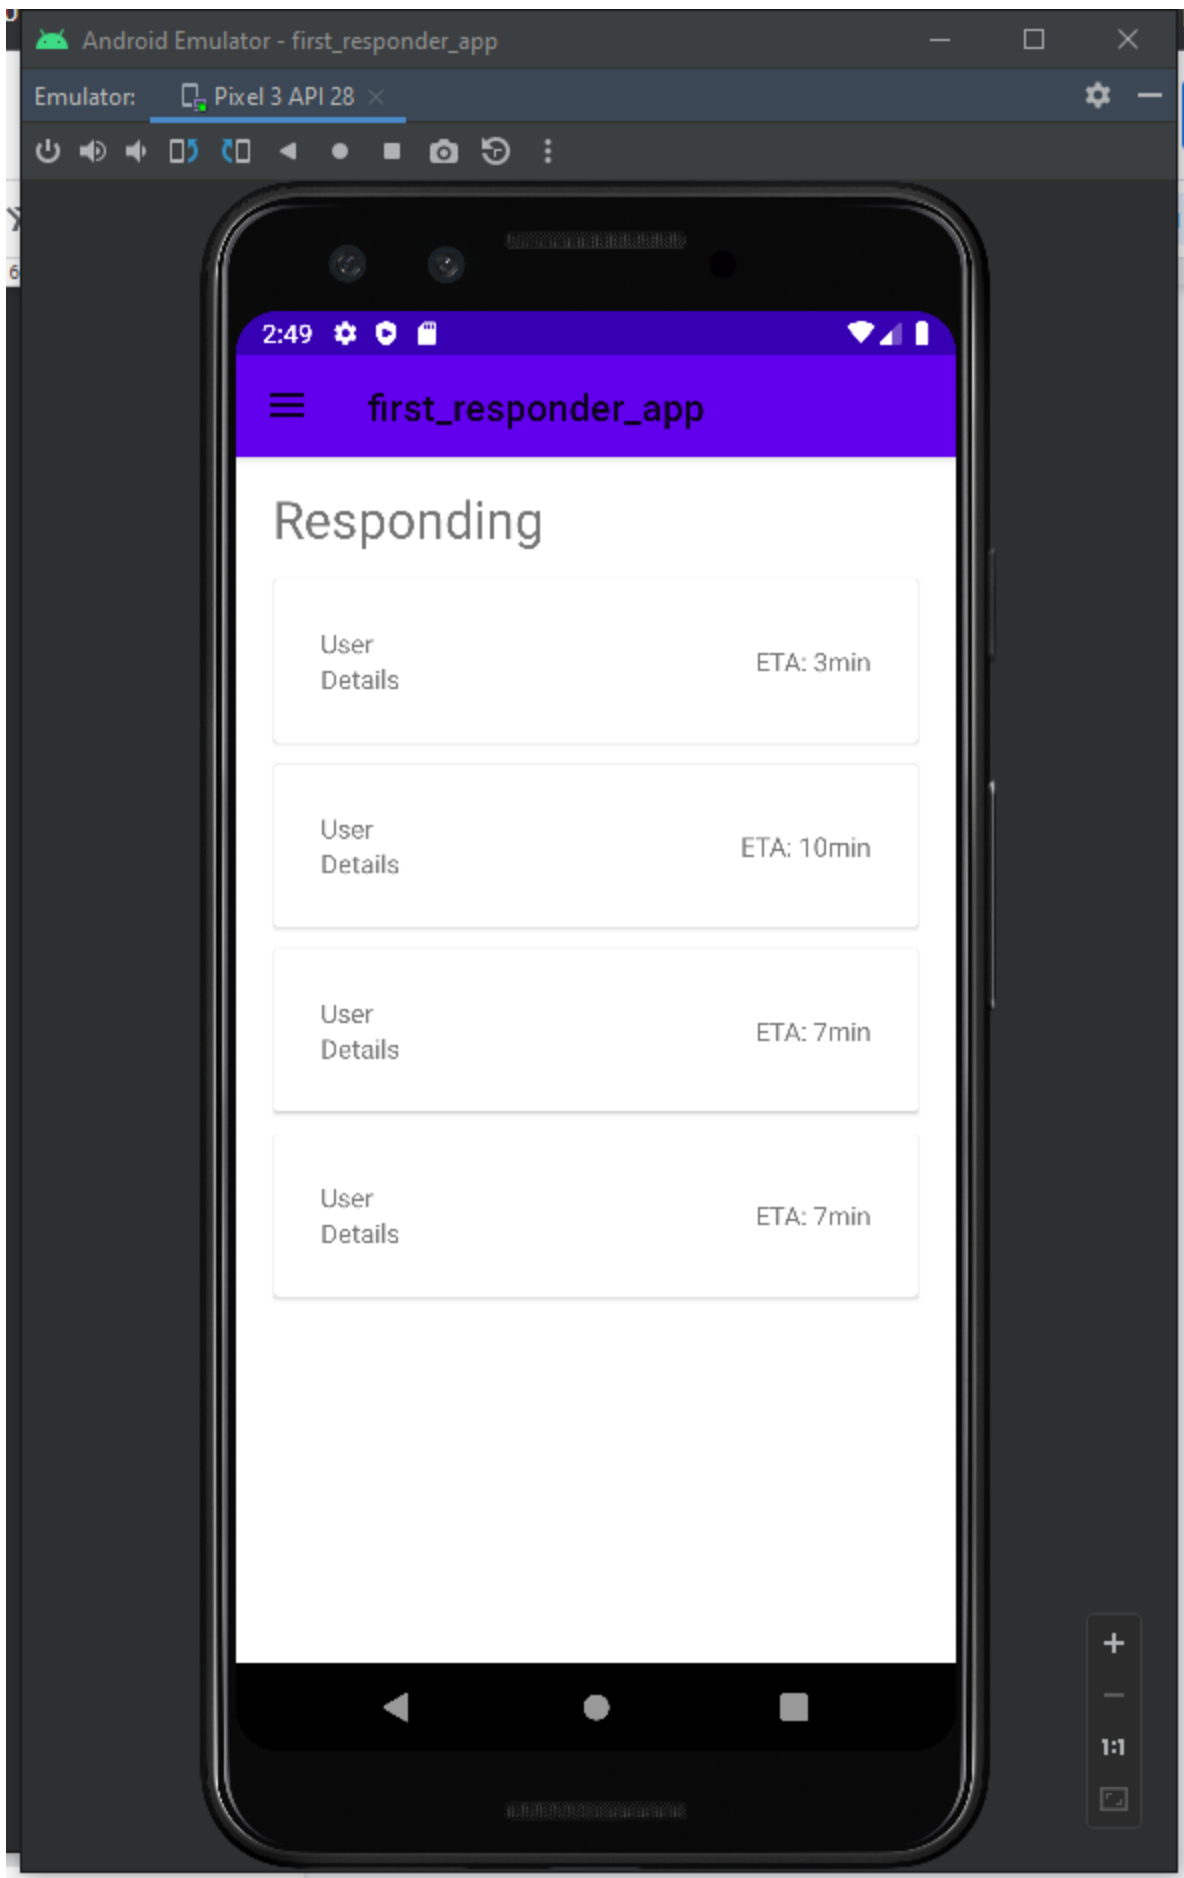 Android Emulator - first_responder_app
Emulator: Pixel 3 API 28
2:49
first_responder_app
Responding
User
Details
ETA: 3min
User
Details
ETA: 10min
User
Details
ETA: 7min
User
Details
ETA: 7min
1:1
6